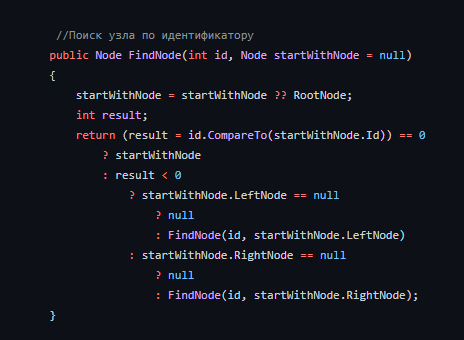 //Поиск узла по идентификатору
public Node FindNode(int id, Node startWithNode = null)
{
startWithNode = startWithNode ?? RootNode;
int result;
return (result = id.CompareTo(startWithNode.Id)) == 0
? startWithNode
: result < 0
? startWithNode.LeftNode == null
? null
: FindNode(id, startWithNode.LeftNode)
: startWithNode.RightNode == null
? null
: FindNode(id, startWithNode.RightNode);
}